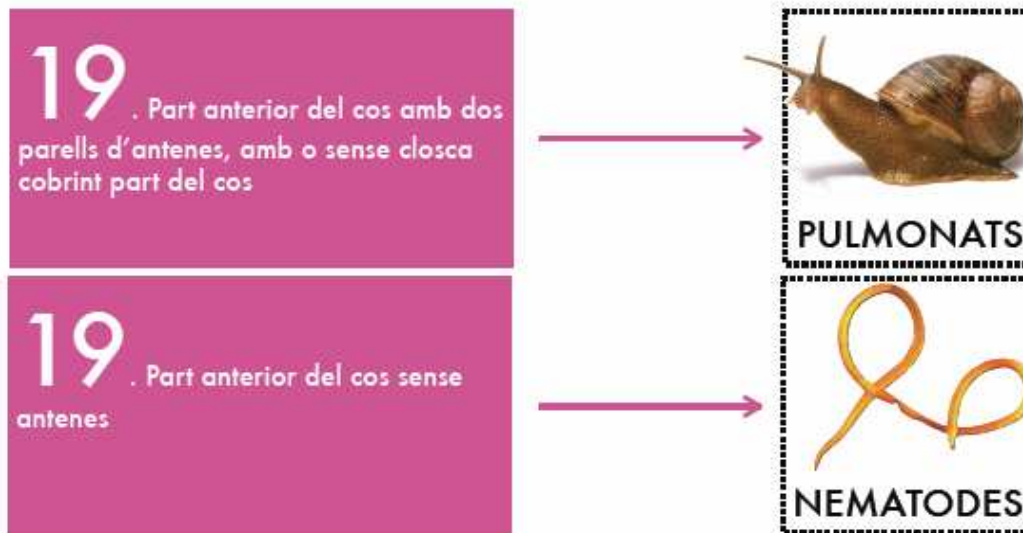 19. Part anterior del cos amb dos
parells d'antenes, amb o sense closca
cobrint part del cos
PULMONATS
19. Part anterior del cos sense
antenes
NEMATODES